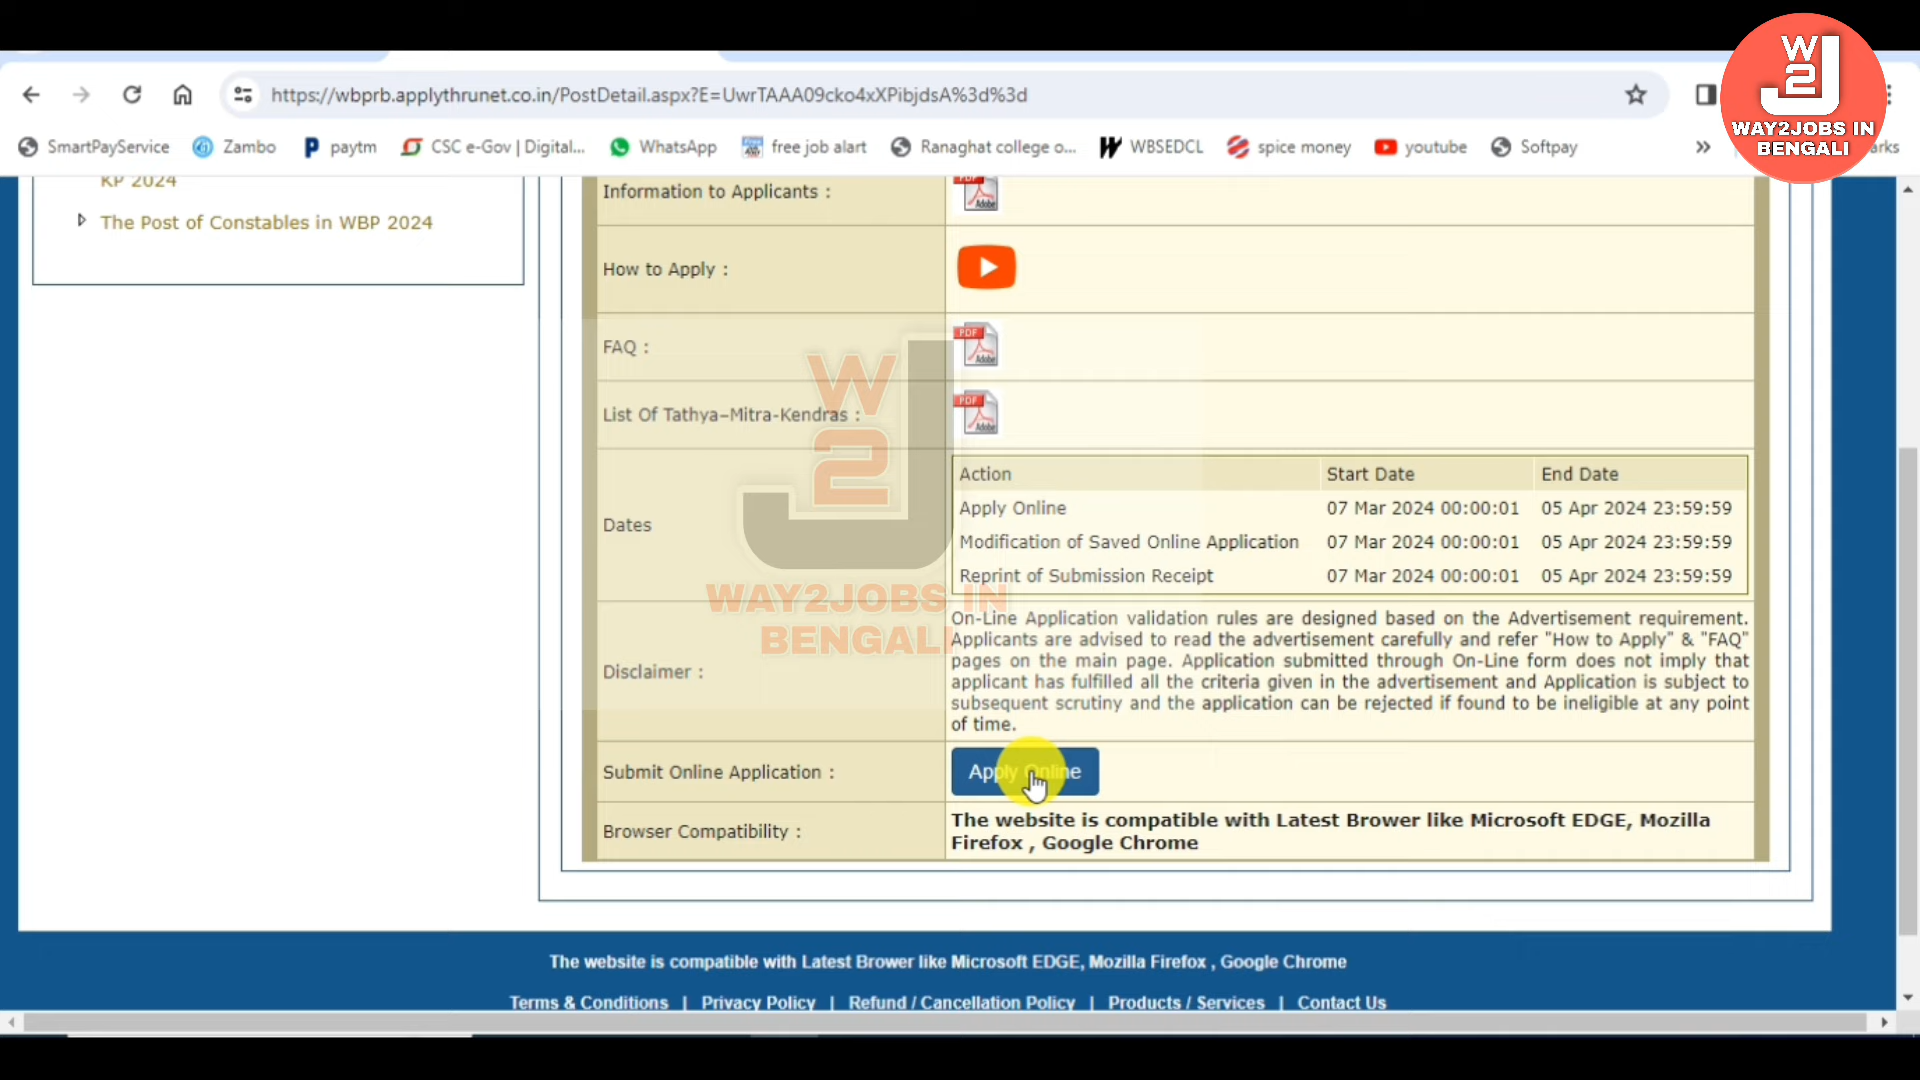 W
2
WAY2JOBS IN
BENGALI
https://wbprb.applythrunet.co.in/PostDetail.aspx?E=UwrTAAA09cko4xXPibjdsA%3d%3d
SmartPayService
Zambo
paytm
CSC e-Gov | Digital...
WhatsApp
free job alart
Ranaghat college o...
WBSEDCL
spice money
youtube
Softpay
»
arks
KP 2024
The Post of Constables in WBP 2024
Information to Applicants :
Adobe
How to Apply :
FAQ :
PDF
Adobe
List Of Tathya–Mitra-Kendras :
PDF
Adobe
W
2
WAY2JOBS IN
BENGALI
Dates
Action Start Date End Date
Apply Online 07 Mar 2024 00:00:01 05 Apr 2024 23:59:59
Modification of Saved Online Application 07 Mar 2024 00:00:01 05 Apr 2024 23:59:59
Reprint of Submission Receipt 07 Mar 2024 00:00:01 05 Apr 2024 23:59:59
Disclaimer :
On-Line Application validation rules are designed based on the Advertisement requirement.
Applicants are advised to read the advertisement carefully and refer "How to Apply" & "FAQ"
pages on the main page. Application submitted through On-Line form does not imply that
applicant has fulfilled all the criteria given in the advertisement and Application is subject to
subsequent scrutiny and the application can be rejected if found to be ineligible at any point
of time.
Submit Online Application :
Apply Online
Browser Compatibility :
The website is compatible with Latest Brower like Microsoft EDGE, Mozilla
Firefox , Google Chrome
The website is compatible with Latest Brower like Microsoft EDGE, Mozilla Firefox , Google Chrome
Terms & Conditions | Privacy Policy | Refund / Cancellation Policy | Products / Services | Contact Us